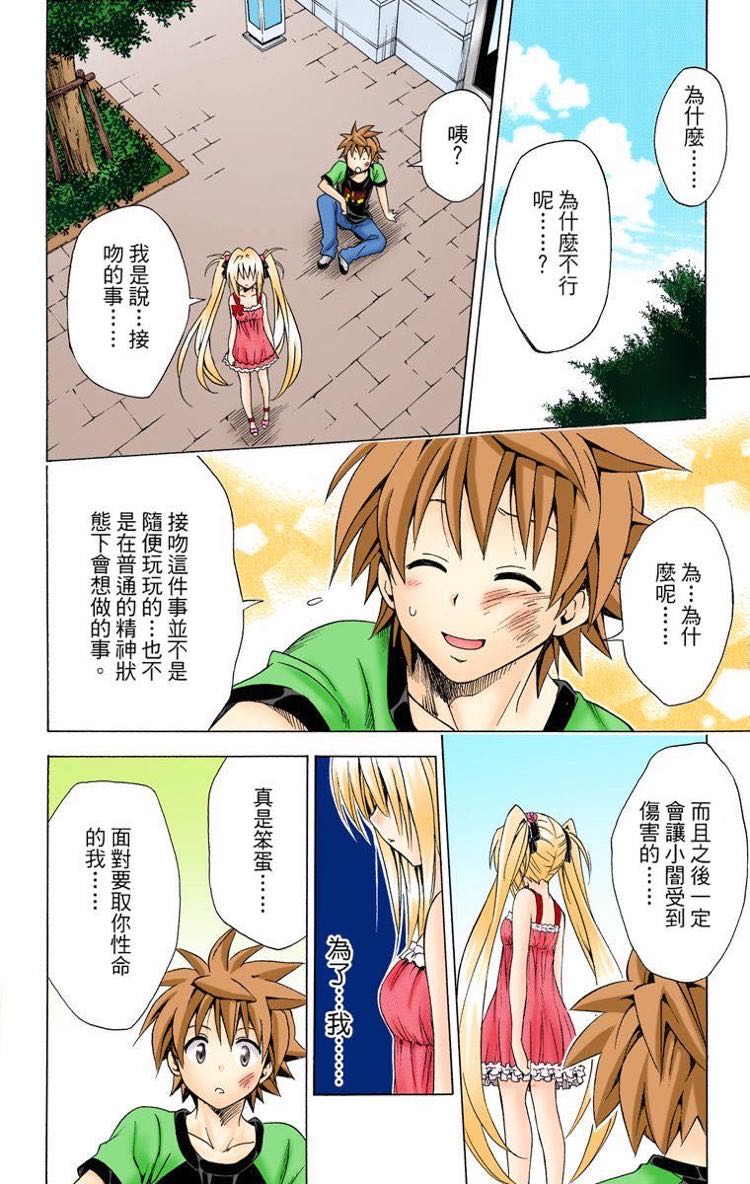 為什麼……
為什麼不行
呢……？
咦？
我是說…接
吻的事……
為…為什
麼呢……
接吻這件事並不是
隨便玩玩的…也不
是在普通的精神狀
態下會想做的事。
而且之後一定
會讓小闇受到
傷害的……
為了…我……
真是笨蛋……
面對要取你性命
的我……